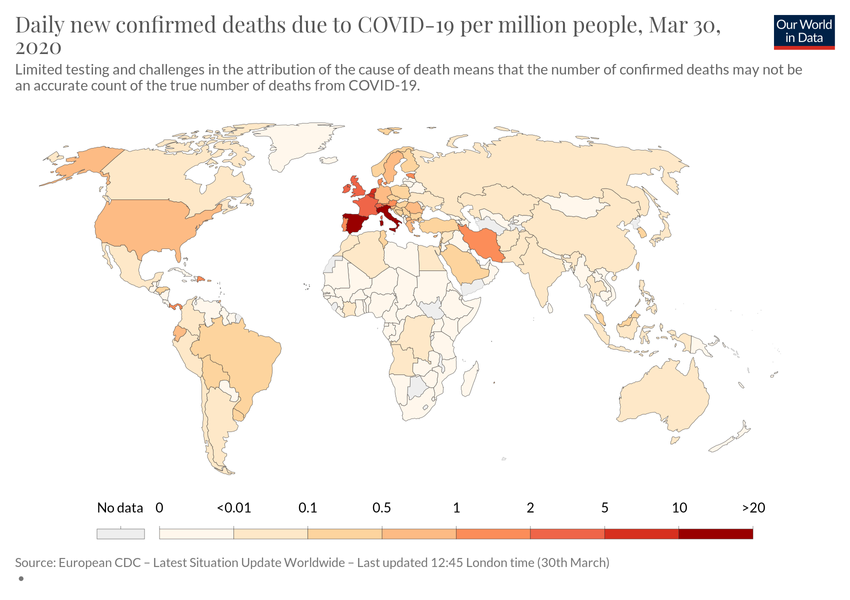 Daily new confirmed deaths due to COVID-19 per million people, Mar 30,
2020
Our World
in Data
Limited testing and challenges in the attribution of the cause of death means that the number of confirmed deaths may not be
an accurate count of the true number of deaths from COVID-19.
No data 0 <0.01 0.1 0.5 1 2 5 10 >20
Source: European CDC – Latest Situation Update Worldwide – Last updated 12:45 London time (30th March)
•